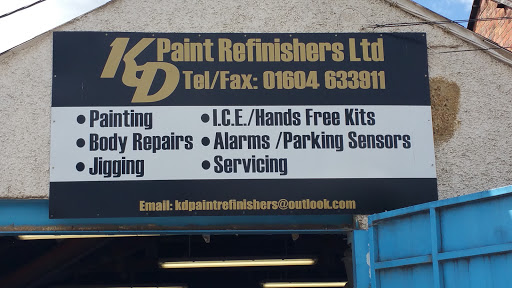 KD Paint Refinishers Ltd
Tel/Fax: 01604 633911
• Painting
• Body Repairs
• Jigging
• I.C.E./Hands Free Kits
• Alarms /Parking Sensors
• Servicing
Email: kdpaintrefinishers@outlook.com